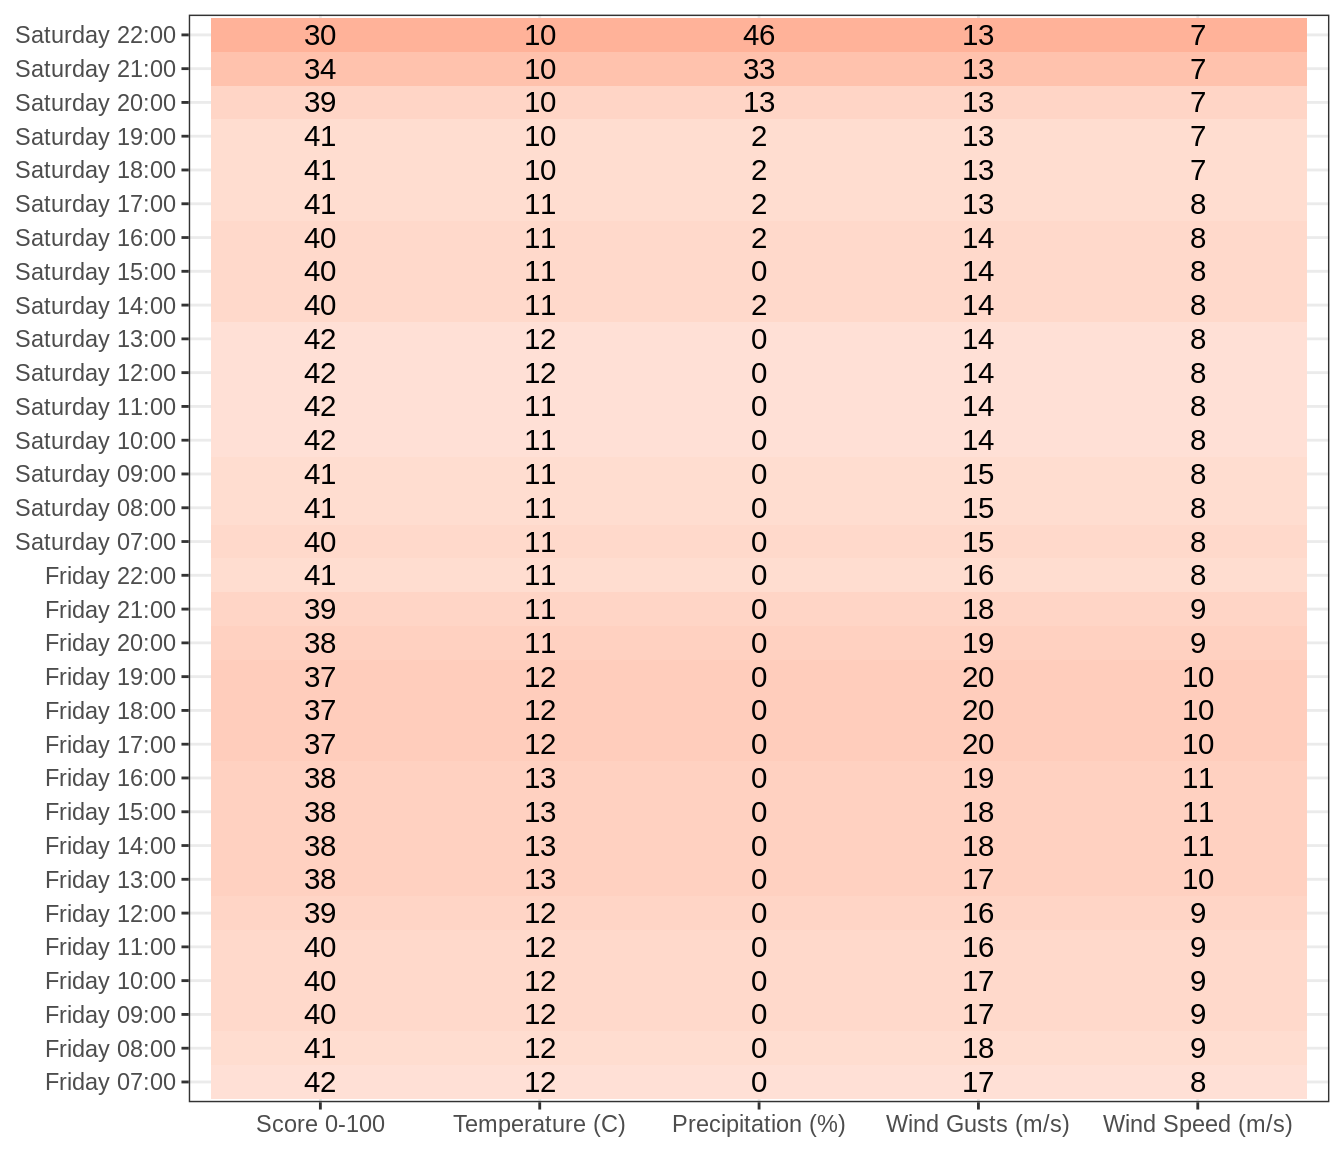 Saturday 22:00 30 10 46 13 7
Saturday 21:00 34 10 33 13 7
Saturday 20:00 39 10 13 13 7
Saturday 19:00 41 10 2 13 7
Saturday 18:00 41 10 2 13 7
Saturday 17:00 41 11 2 13 8
Saturday 16:00 40 11 2 14 8
Saturday 15:00 40 11 0 14 8
Saturday 14:00 40 11 2 14 8
Saturday 13:00 42 12 0 14 8
Saturday 12:00 42 12 0 14 8
Saturday 11:00 42 11 0 14 8
Saturday 10:00 42 11 0 14 8
Saturday 09:00 41 11 0 15 8
Saturday 08:00 41 11 0 15 8
Saturday 07:00 40 11 0 15 8
Friday 22:00 41 11 0 16 8
Friday 21:00 39 11 0 18 9
Friday 20:00 38 11 0 19 9
Friday 19:00 37 12 0 20 10
Friday 18:00 37 12 0 20 10
Friday 17:00 37 12 0 20 10
Friday 16:00 38 13 0 19 11
Friday 15:00 38 13 0 18 11
Friday 14:00 38 13 0 18 11
Friday 13:00 38 13 0 17 10
Friday 12:00 39 12 0 16 9
Friday 11:00 40 12 0 16 9
Friday 10:00 40 12 0 17 9
Friday 09:00 40 12 0 17 9
Friday 08:00 41 12 0 18 9
Friday 07:00 42 12 0 17 8
Score 0-100 Temperature (C) Precipitation (%) Wind Gusts (m/s) Wind Speed (m/s)